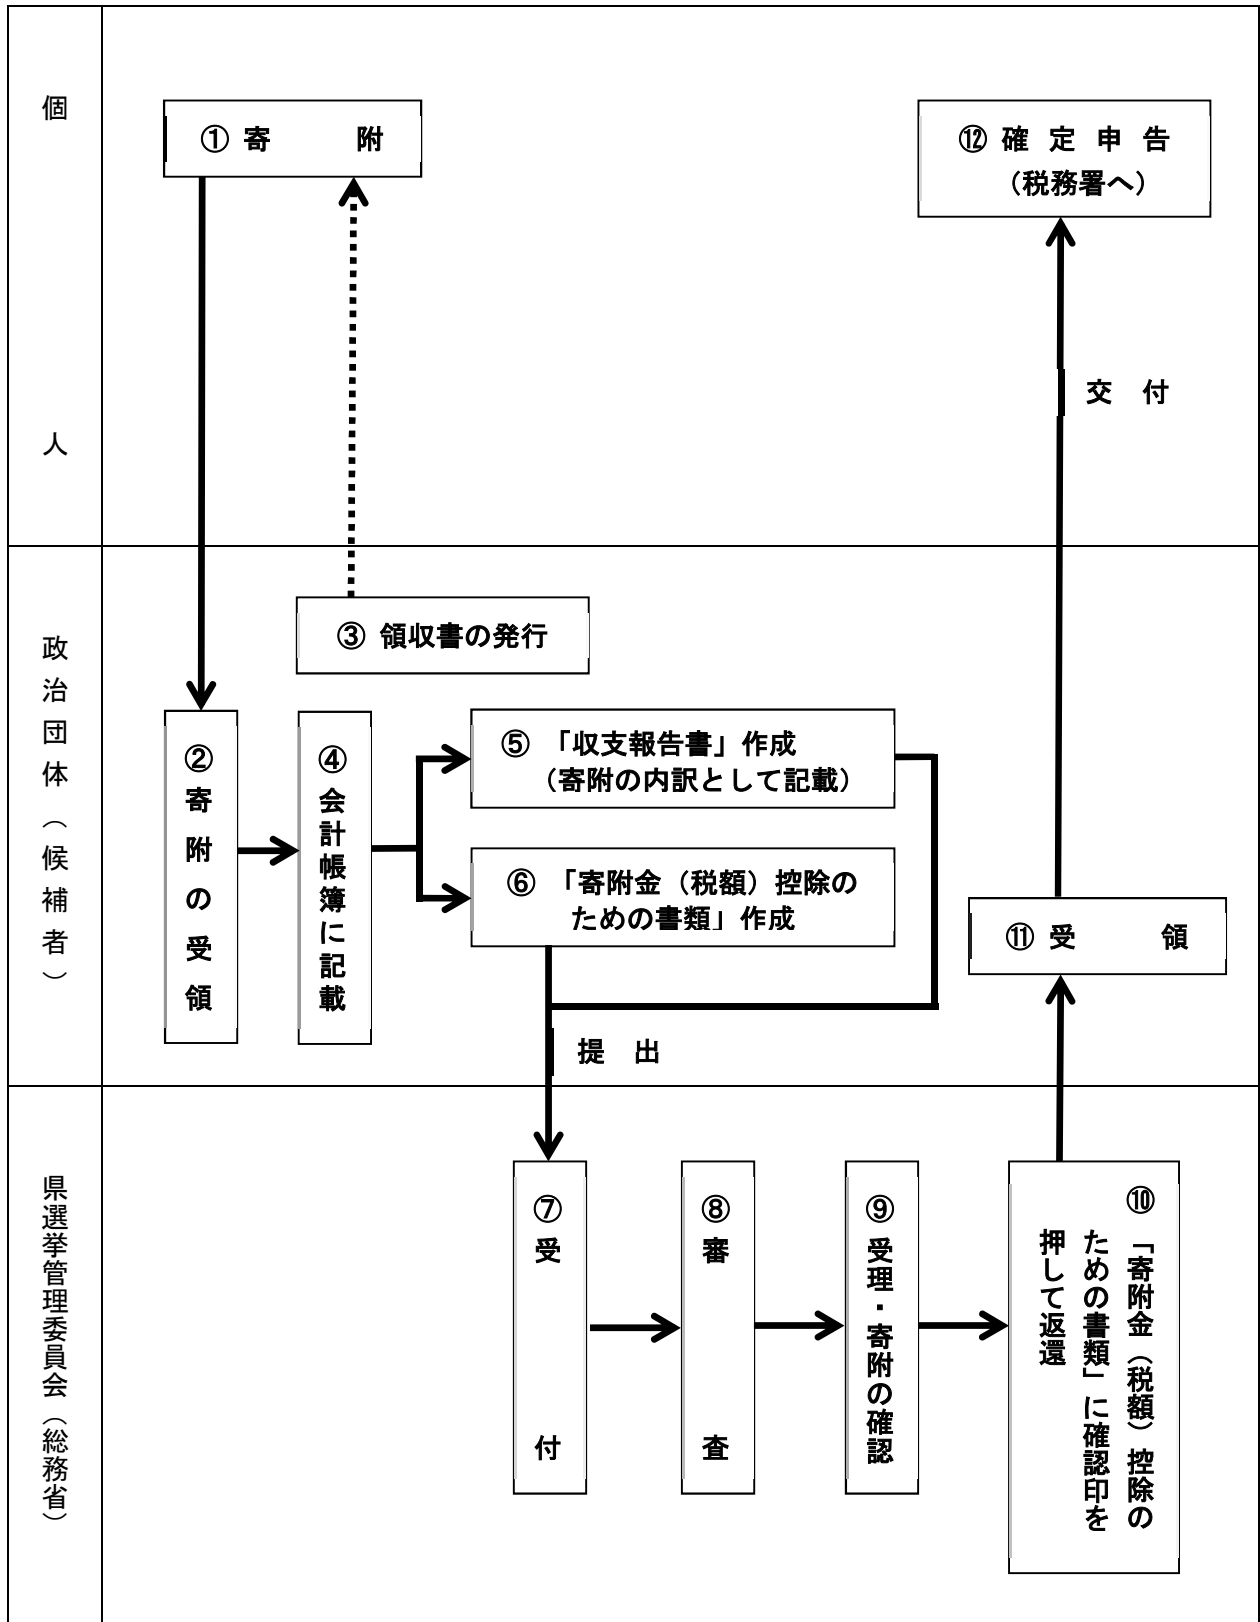 個人
① 寄附
⑫ 確定申告
（税務署へ）
交付
政治団体（候補者）
③ 領収書の発行
②寄附の受領
④会計帳簿に記載
⑤ 「収支報告書」作成
（寄附の内訳として記載）
⑥ 「寄附金（税額）控除の
ための書類」作成
⑪ 受領
提出
県選挙管理委員会（総務省）
⑦受付
⑧審査
⑨受理・寄附の確認
⑩「寄附金（税額）控除の
ための書類」に確認印を
押して返還